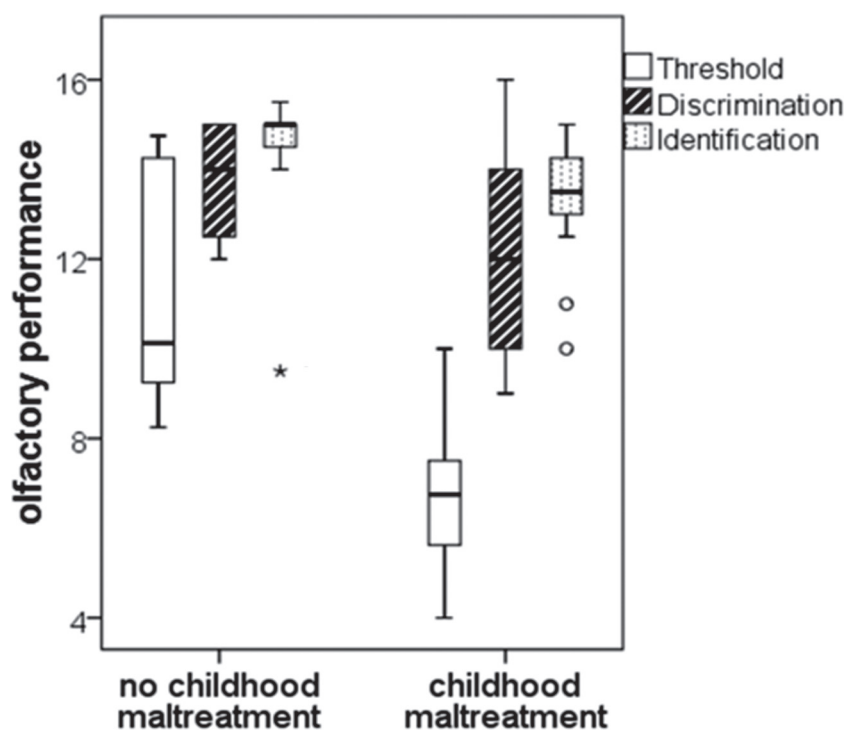 16
12
8
4
olfactory performance
no childhood
maltreatment
childhood
maltreatment
Threshold
Discrimination
Identification